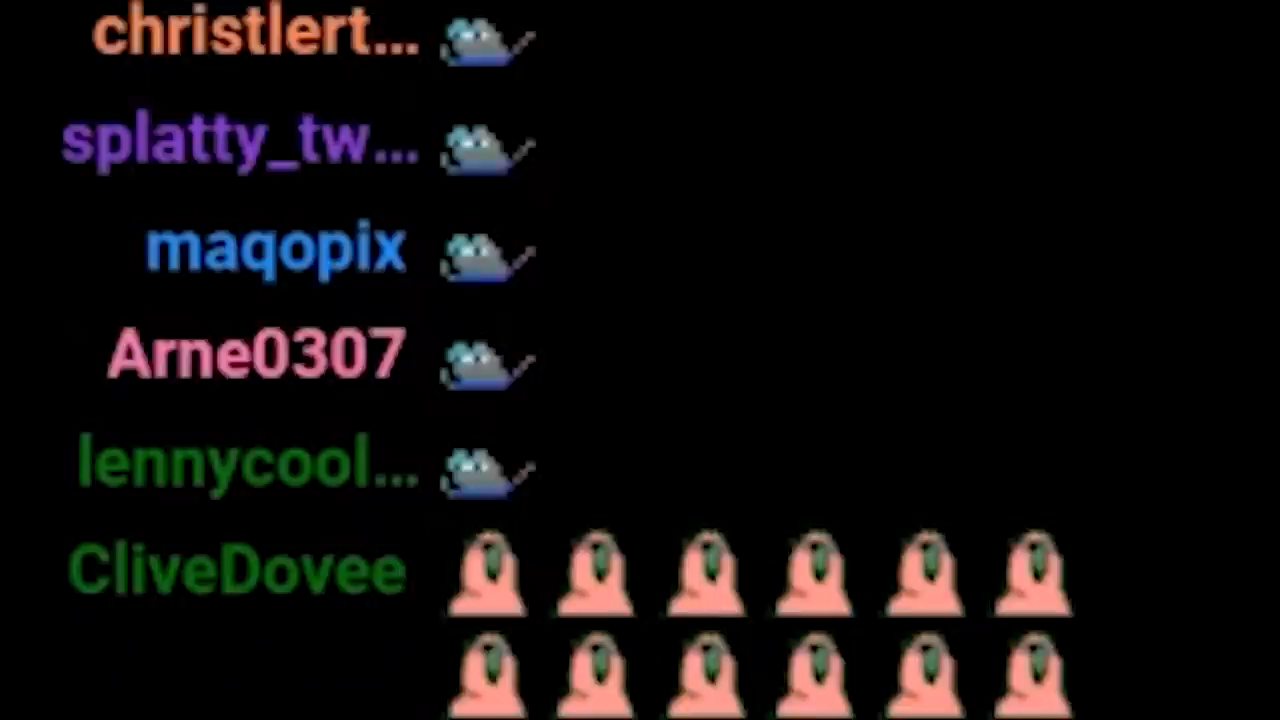 christlert...
splatty_tw...
maqopix
Arne0307
lennycool...
CliveDovee